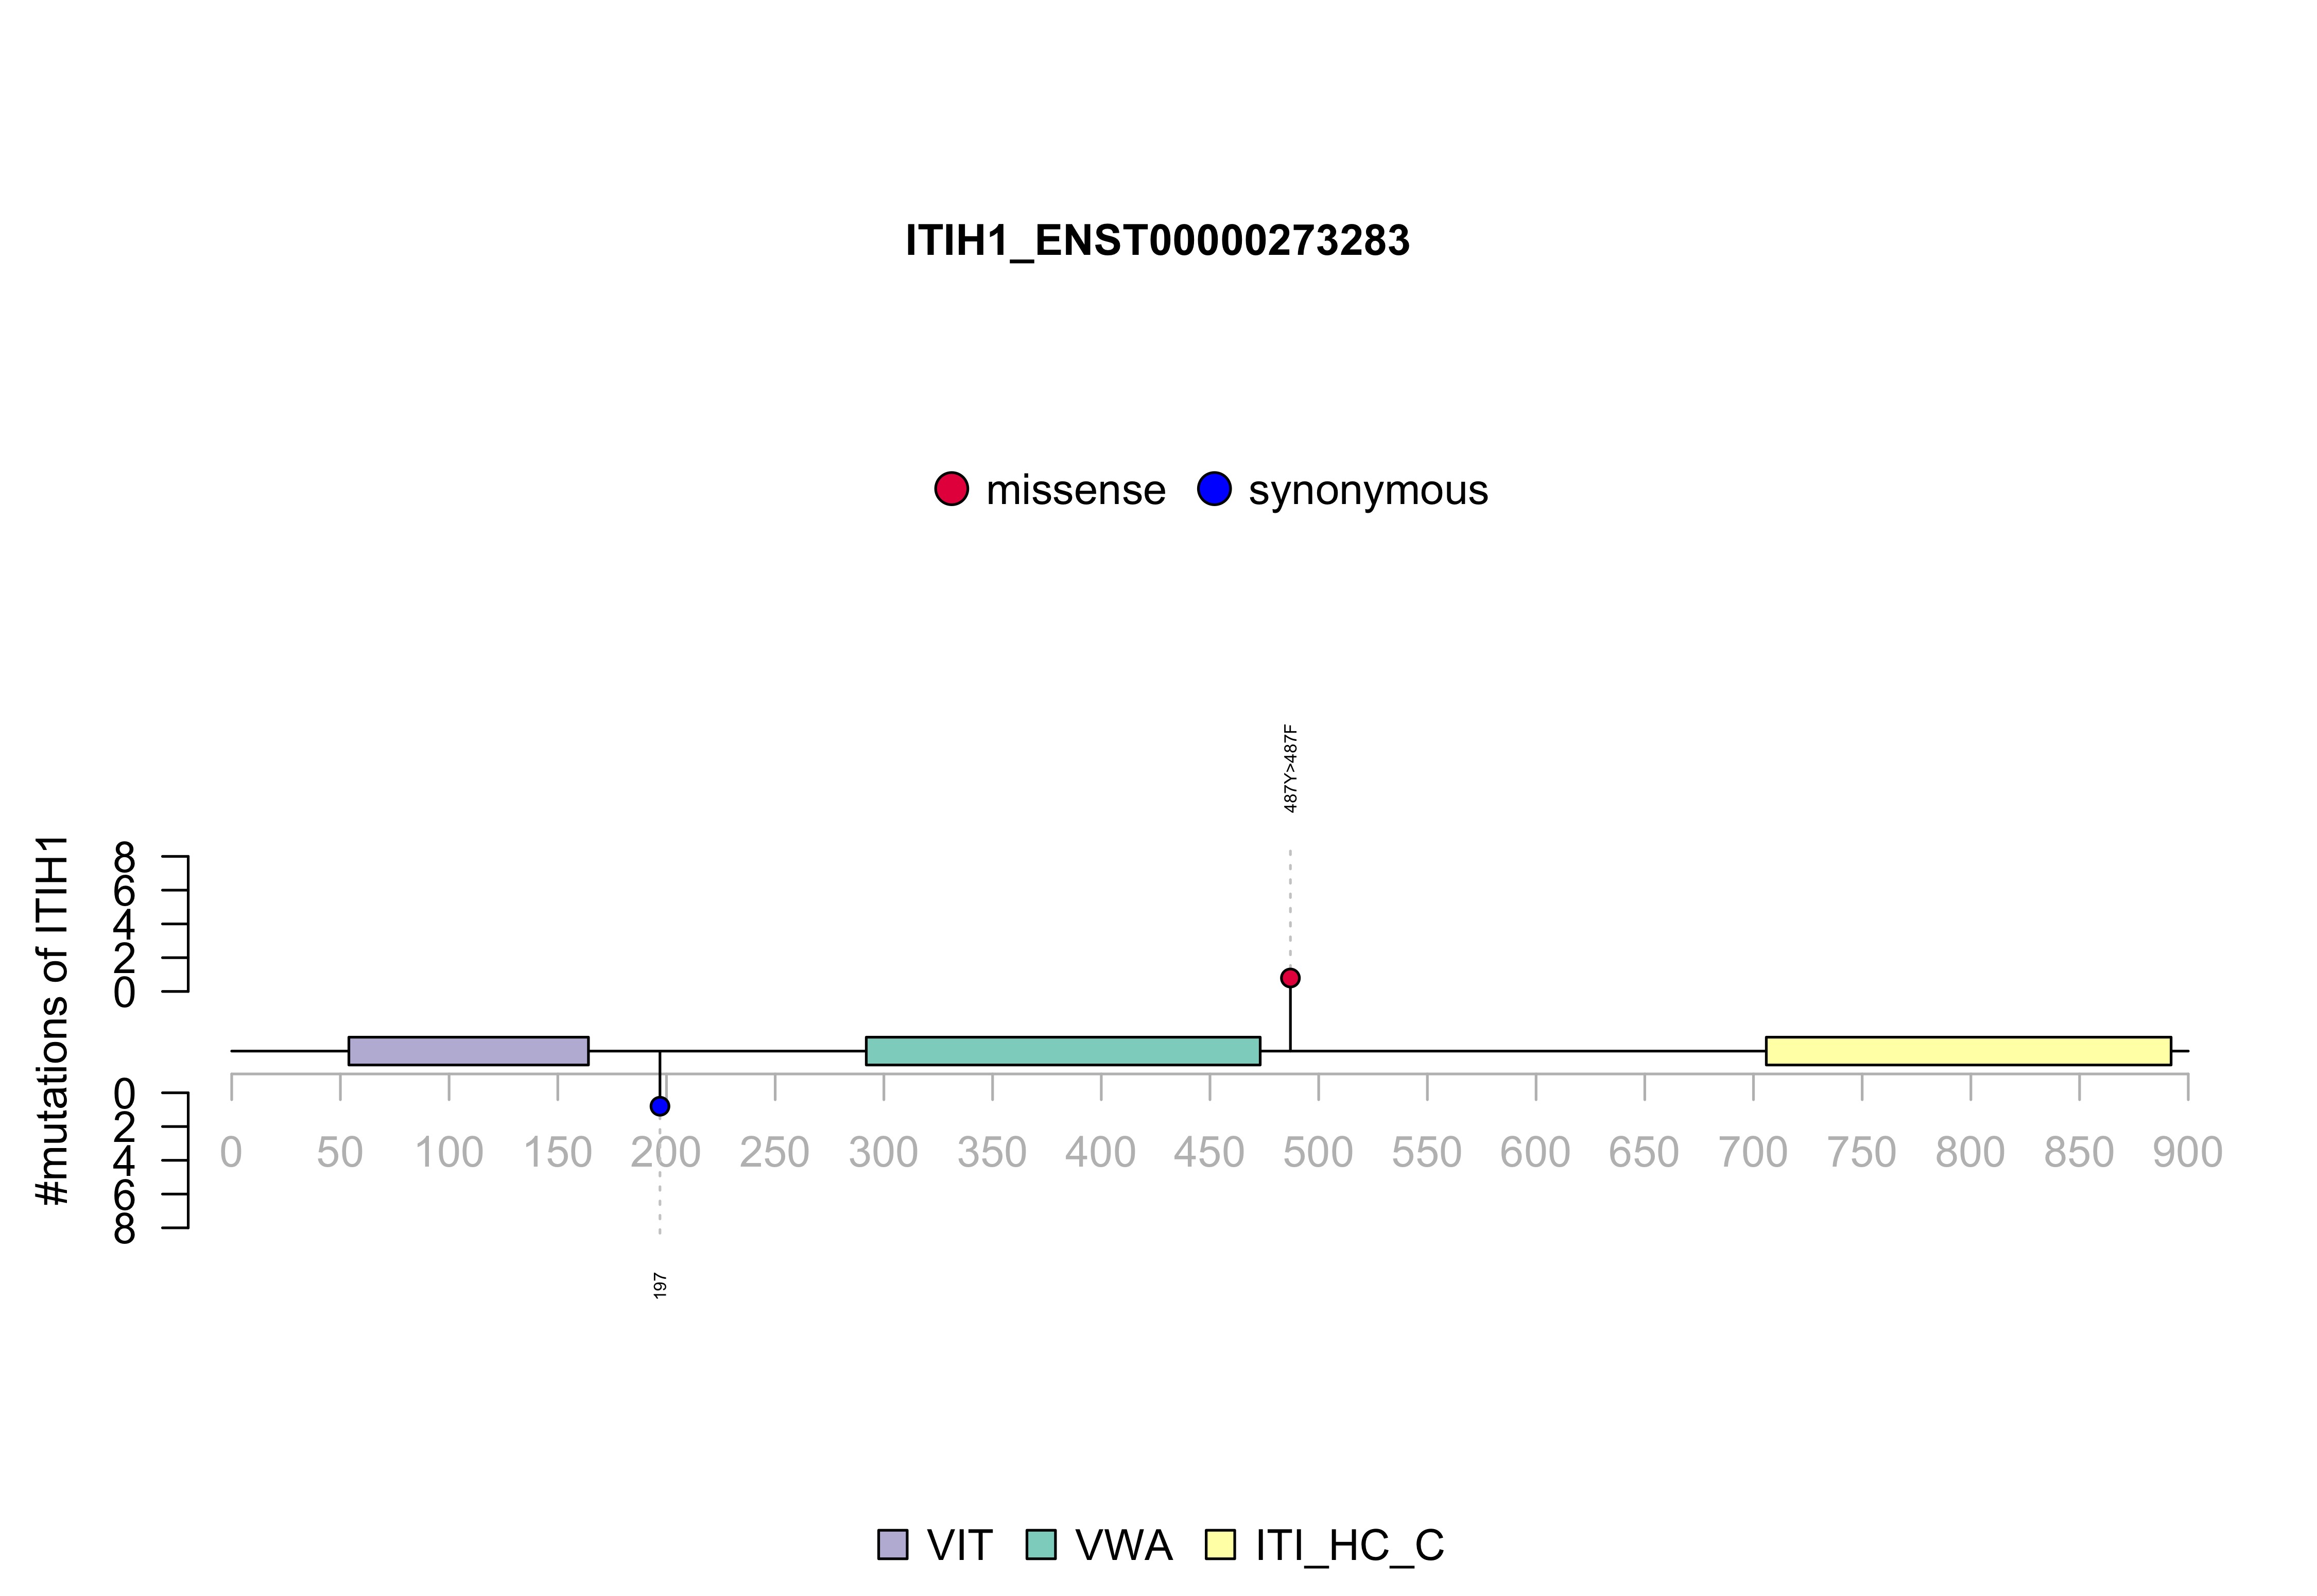 ITIH1_ENST00000273283
missense synonymous
487Y>487F
#mutations of ITIH1
8
6
4
2
0
0
2
4
6
8
0 50 100 150 200 250 300 350 400 450 500 550 600 650 700 750 800 850 900
197
VIT VWA ITI_HC_C